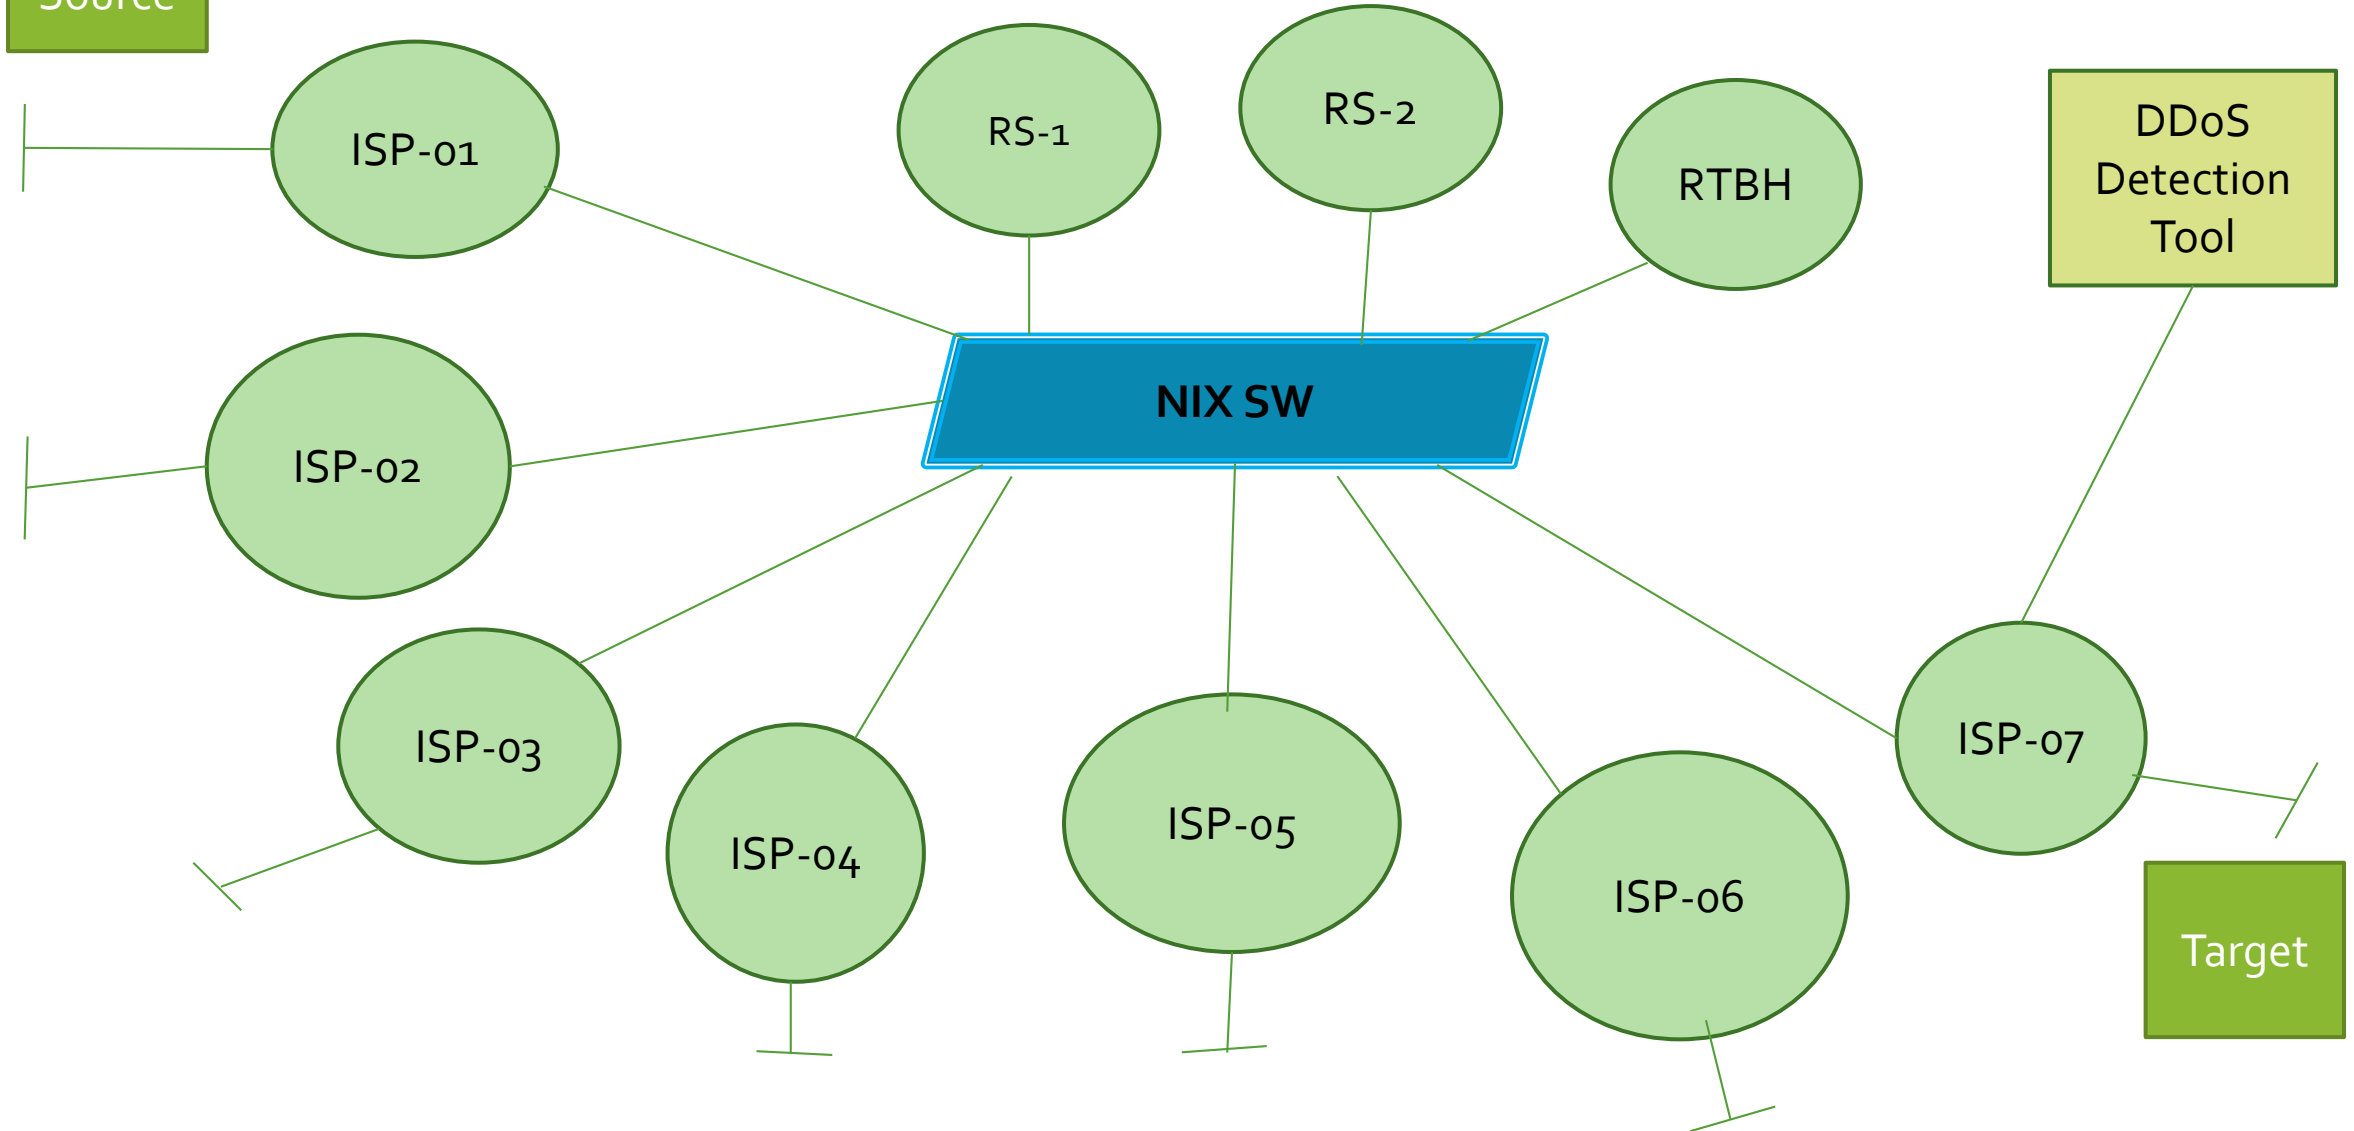 Source
ISP-01
RS-1
RS-2
RTBH
DDoS
Detection
Tool
NIX SW
ISP-02
ISP-03
ISP-04
ISP-05
ISP-06
ISP-07
Target